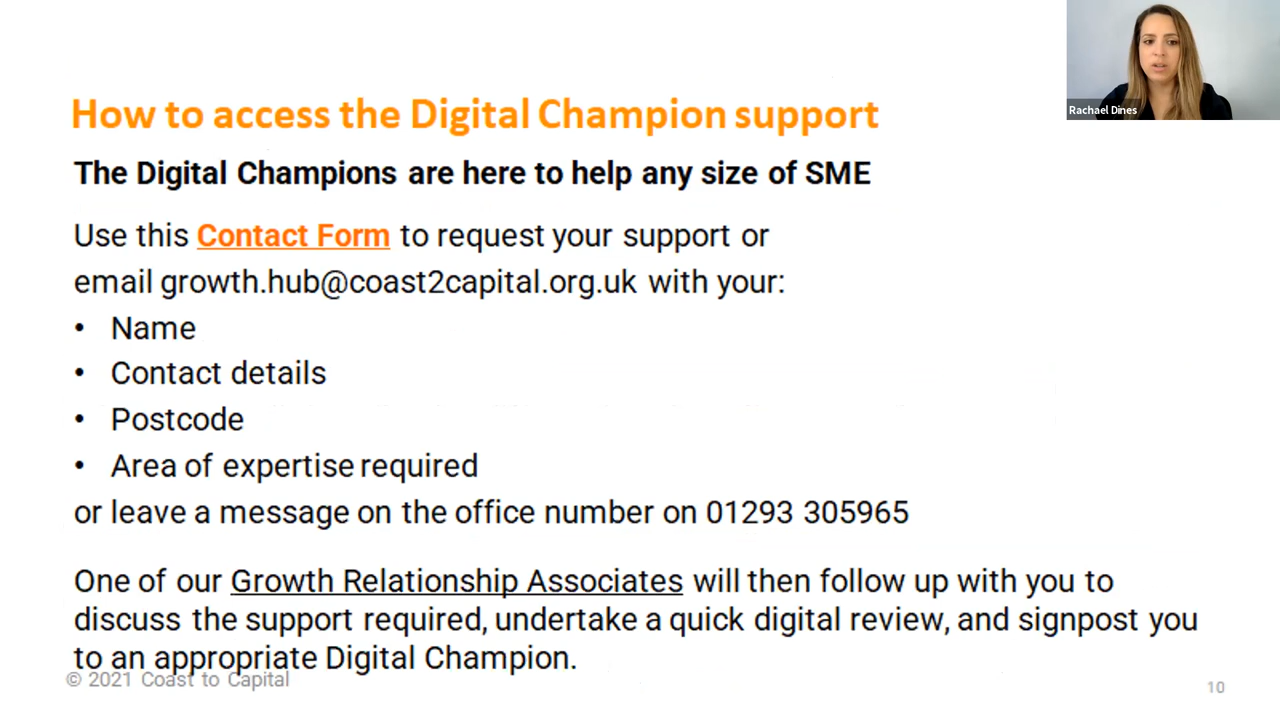 How to access the Digital Champion support
Rachael Dines
The Digital Champions are here to help any size of SME
Use this Contact Form to request your support or
email growth.hub@coast2capital.org.uk with your:
• Name
• Contact details
• Postcode
• Area of expertise required
or leave a message on the office number on 01293 305965
One of our Growth Relationship Associates will then follow up with you to
discuss the support required, undertake a quick digital review, and signpost you
to an appropriate Digital Champion.
© 2021 Coast to Capital
10